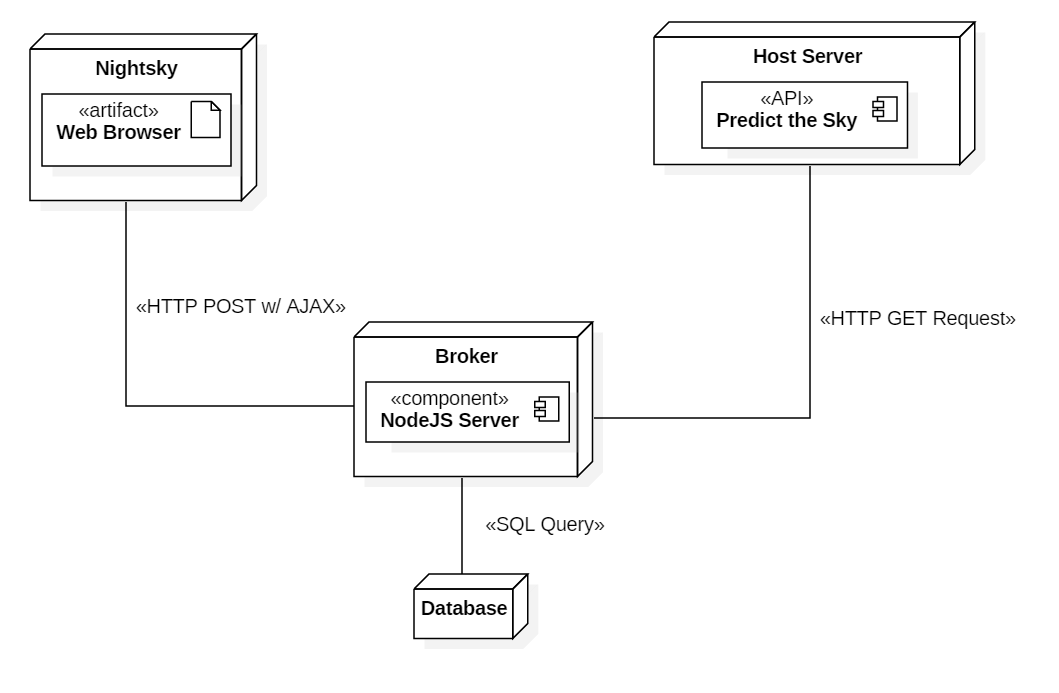 Nightsky
«artifact»
Web Browser
Host Server
«API»
Predict the Sky
«HTTP POST w/ AJAX»
«HTTP GET Request»
Broker
«component»
NodeJS Server
«SQL Query»
Database